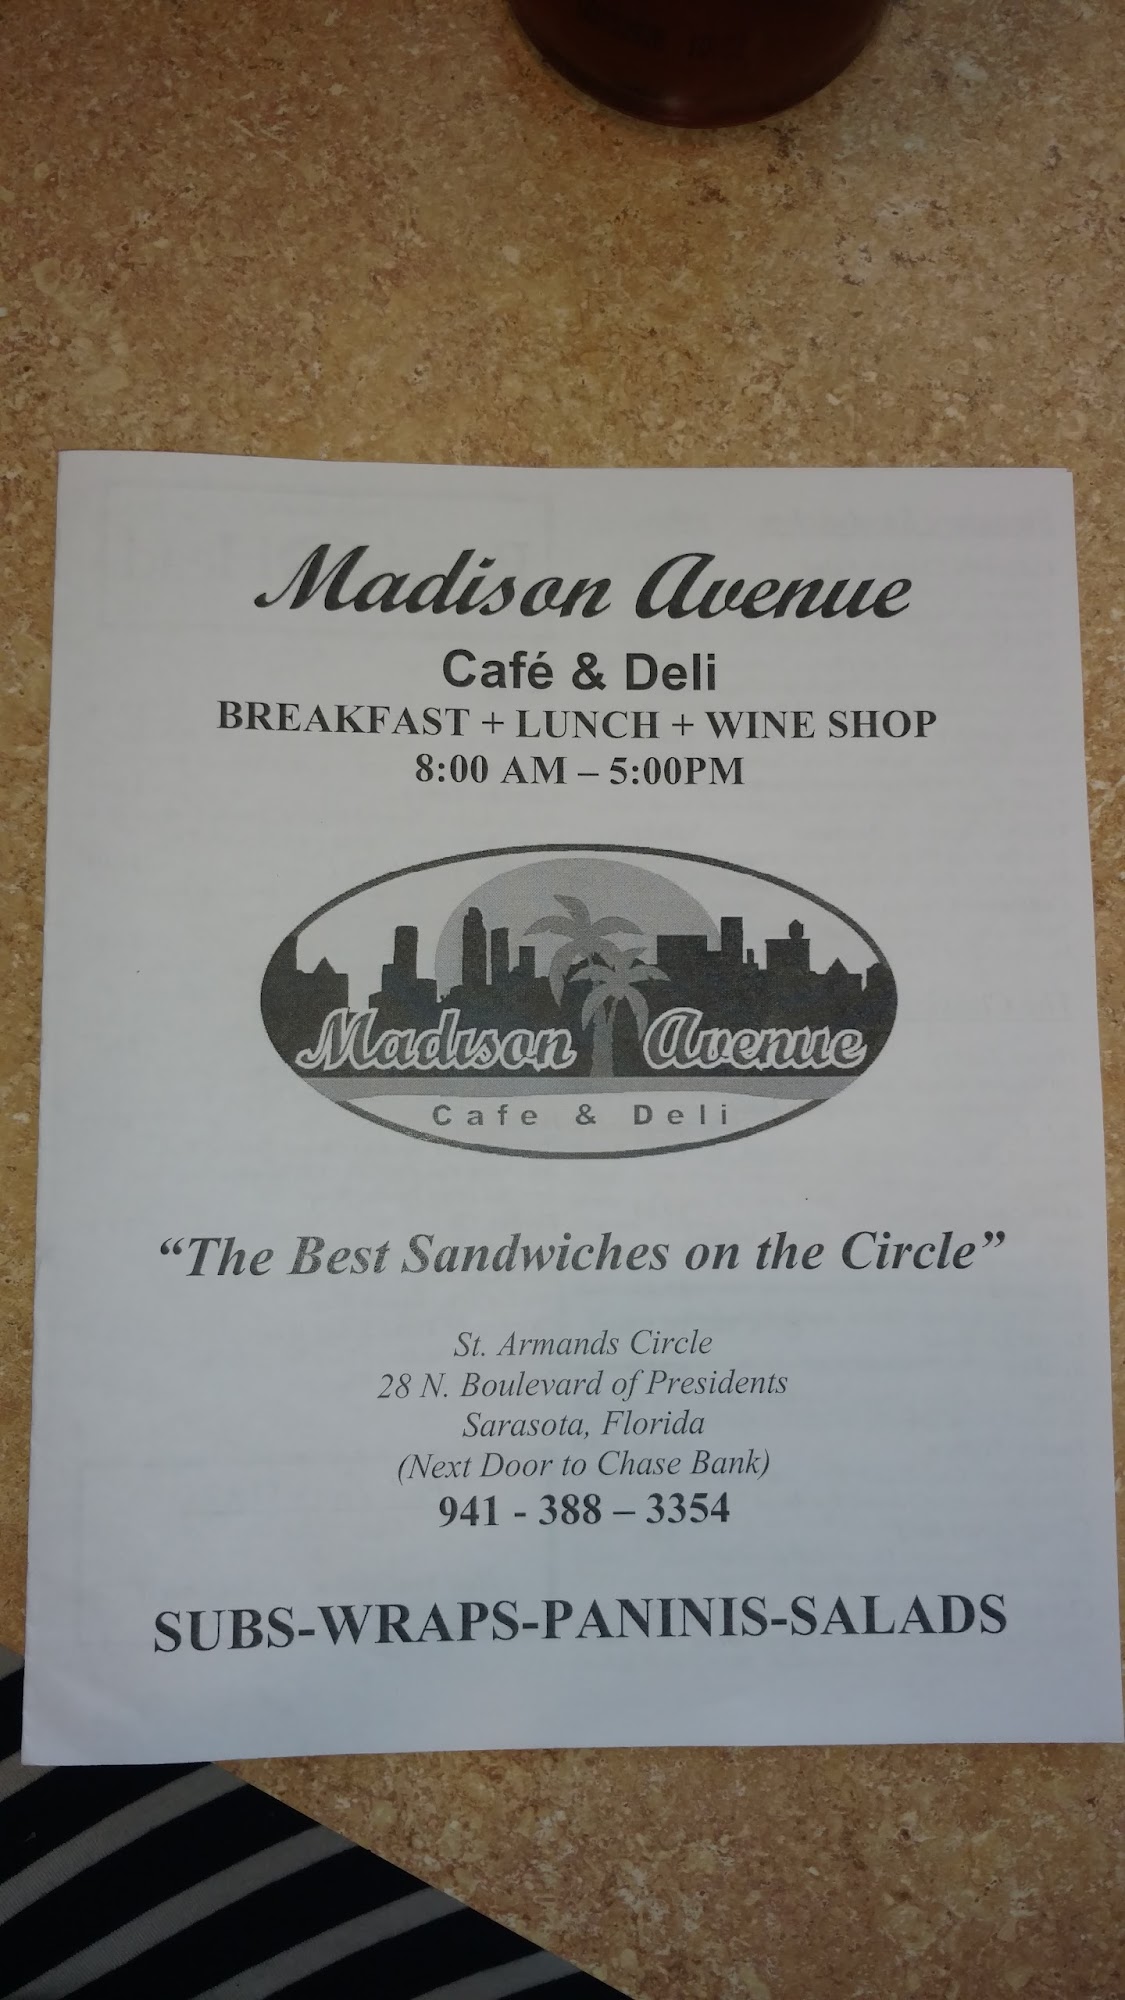 Madison Avenue
Café & Deli
BREAKFAST + LUNCH + WINE SHOP
8:00 AM – 5:00PM
Madison Avenue
Cafe & Deli
“The Best Sandwiches on the Circle”
St. Armands Circle
28 N. Boulevard of Presidents
Sarasota, Florida
(Next Door to Chase Bank)
941 - 388 – 3354
SUBS-WRAPS-PANINIS-SALADS